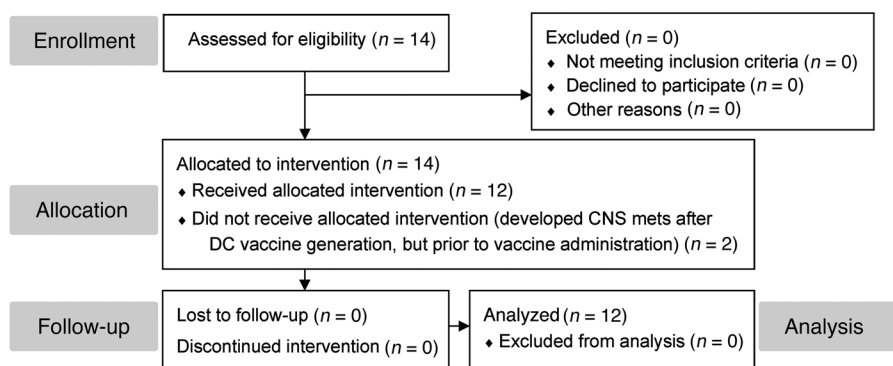 Enrollment
Assessed for eligibility (n = 14)
Excluded (n = 0)
♦ Not meeting inclusion criteria (n = 0)
♦ Declined to participate (n = 0)
♦ Other reasons (n = 0)
Allocation
Allocated to intervention (n = 14)
♦ Received allocated intervention (n = 12)
♦ Did not receive allocated intervention (developed CNS mets after
DC vaccine generation, but prior to vaccine administration) (n = 2)
Follow-up
Lost to follow-up (n = 0)
Discontinued intervention (n = 0)
Analyzed (n = 12)
♦ Excluded from analysis (n = 0)
Analysis